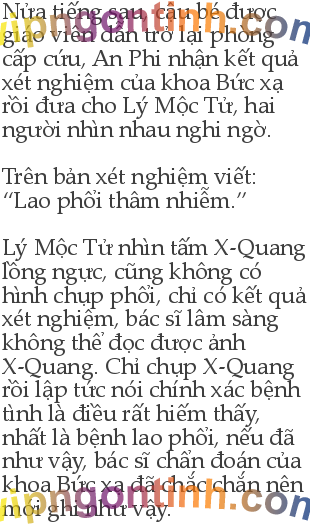 Nửa tiếng sau, cậu bé được
giáo viên dẫn trở lại phòng
cấp cứu, An Phi nhận kết quả
xét nghiệm của khoa Bức xạ
rồi đưa cho Lý Mộc Tử, hai
người nhìn nhau nghi ngờ.
Trên bản xét nghiệm viết:
“Lao phổi thâm nhiễm.”
Lý Mộc Tử nhìn tấm X-Quang
lồng ngực, cũng không có
hình chụp phổi, chỉ có kết quả
xét nghiệm, bác sĩ lâm sàng
không thể đọc được ảnh
X-Quang. Chỉ chụp X-Quang
rồi lập tức nói chính xác bệnh
tình là điều rất hiếm thấy,
nhất là bệnh lao phổi, nếu đã
như vậy, bác sĩ chẩn đoán của
khoa Bức xạ đã chắc chắn nên
mới ghi như vậy.
vipngontinh.com
vipngontinh.com